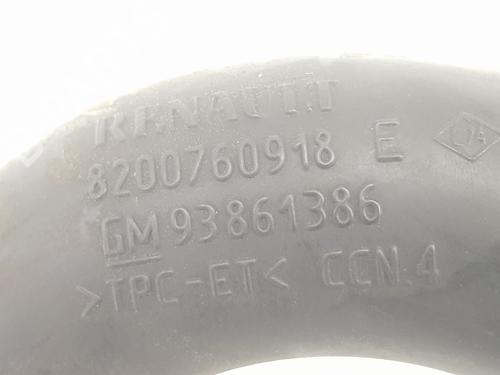 RENAULT
8200760918 E
GM 93861386
>TPC-ET< CCN.4